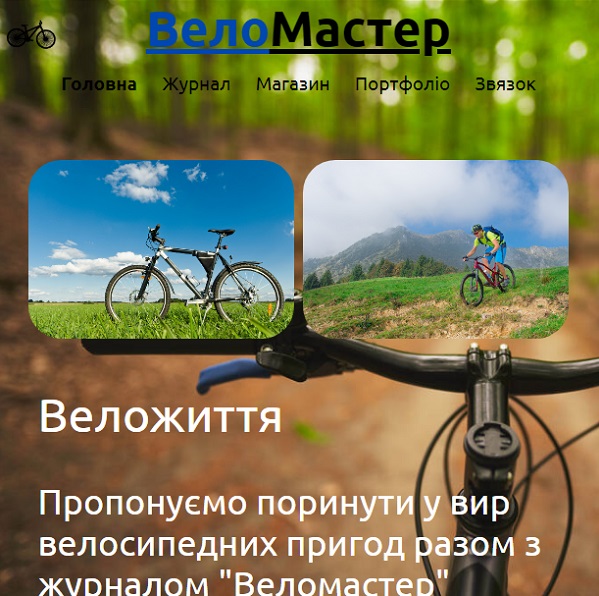 ВелоМастер
Головна Журнал Магазин Портфоліо Звязок
Веложиття
Пропонуємо поринути у вир
велосипедних пригод разом з
журналом "Веломастер"